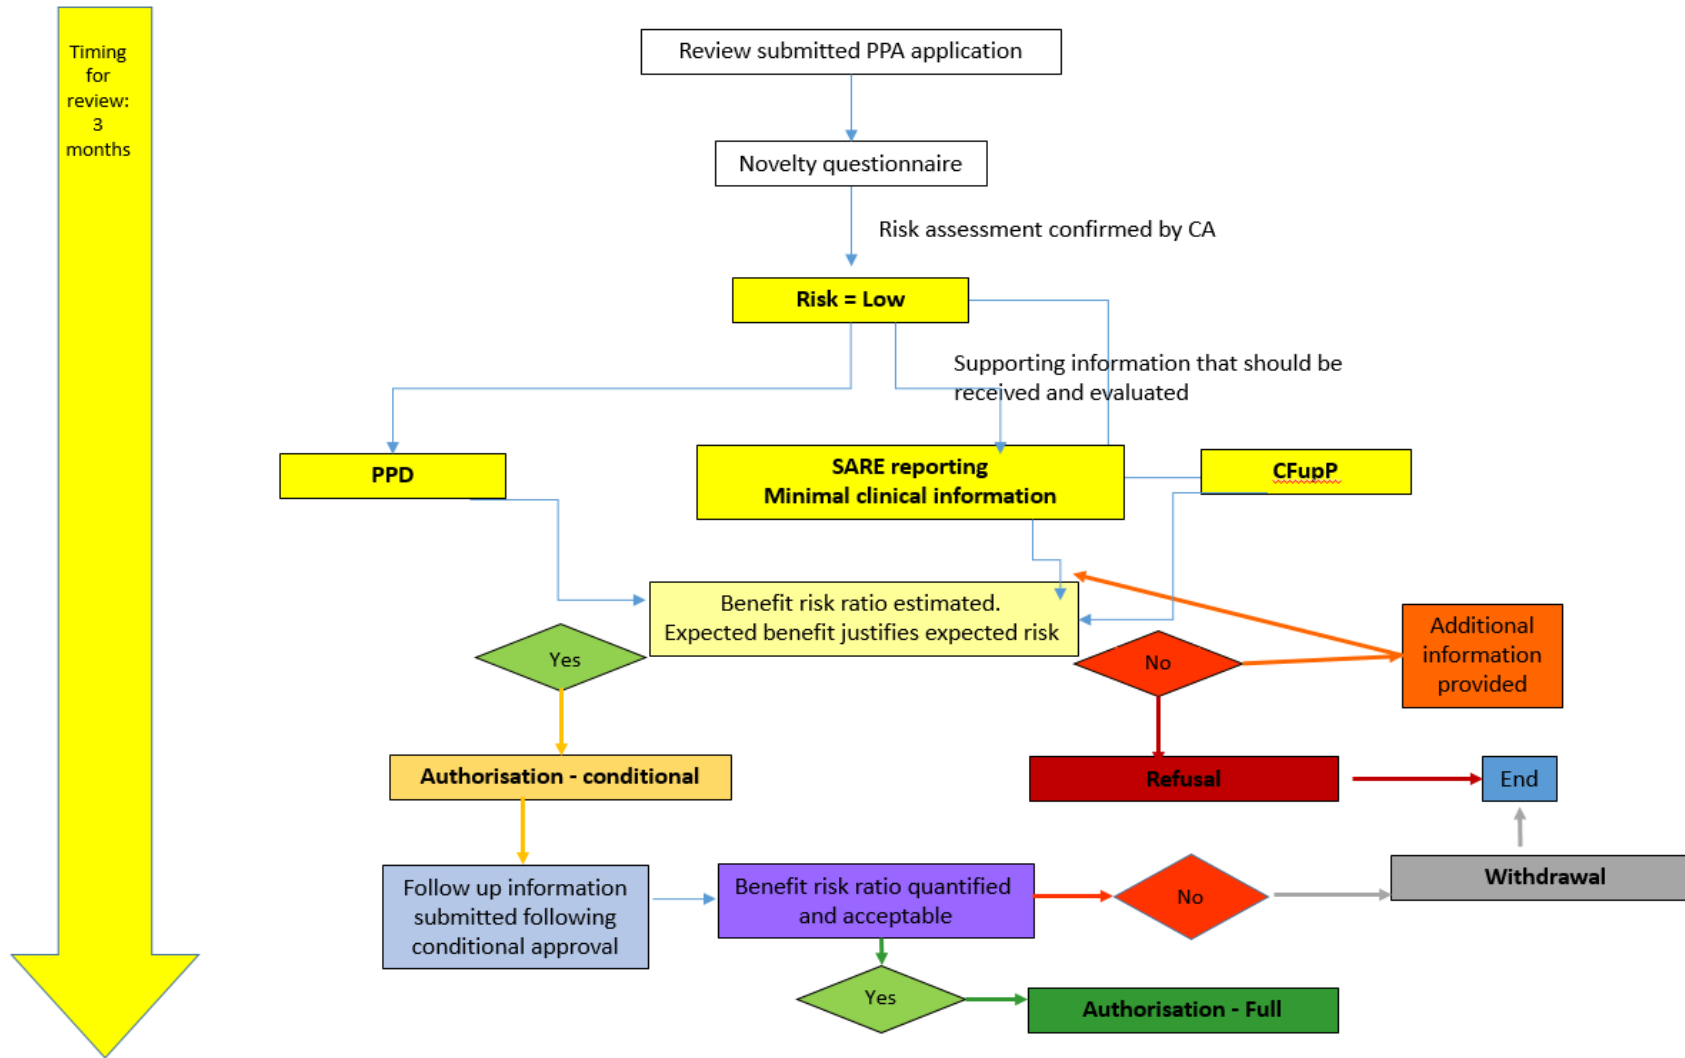 Timing
for
review:
3
months
Review submitted PPA application
Novelty questionnaire
Risk assessment confirmed by CA
Risk = Low
Supporting information that should be
received and evaluated
PPD
SARE reporting
Minimal clinical information
CFupP
Benefit risk ratio estimated.
Expected benefit justifies expected risk
Yes
No
Additional
information
provided
Authorisation - conditional
Refusal
End
Follow up information
submitted following
conditional approval
Benefit risk ratio quantified
and acceptable
No
Withdrawal
Yes
Authorisation - Full